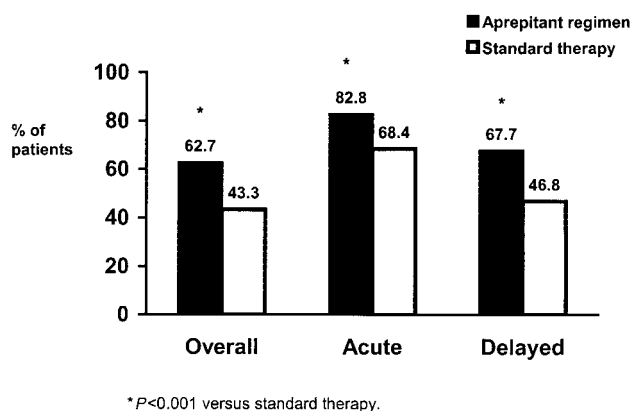 Aprepitant regimen
Standard therapy
% of
patients
100
80
60
40
20
0
*
62.7
43.3
*
82.8
68.4
*
67.7
46.8
Overall
Acute
Delayed
*P<0.001 versus standard therapy.